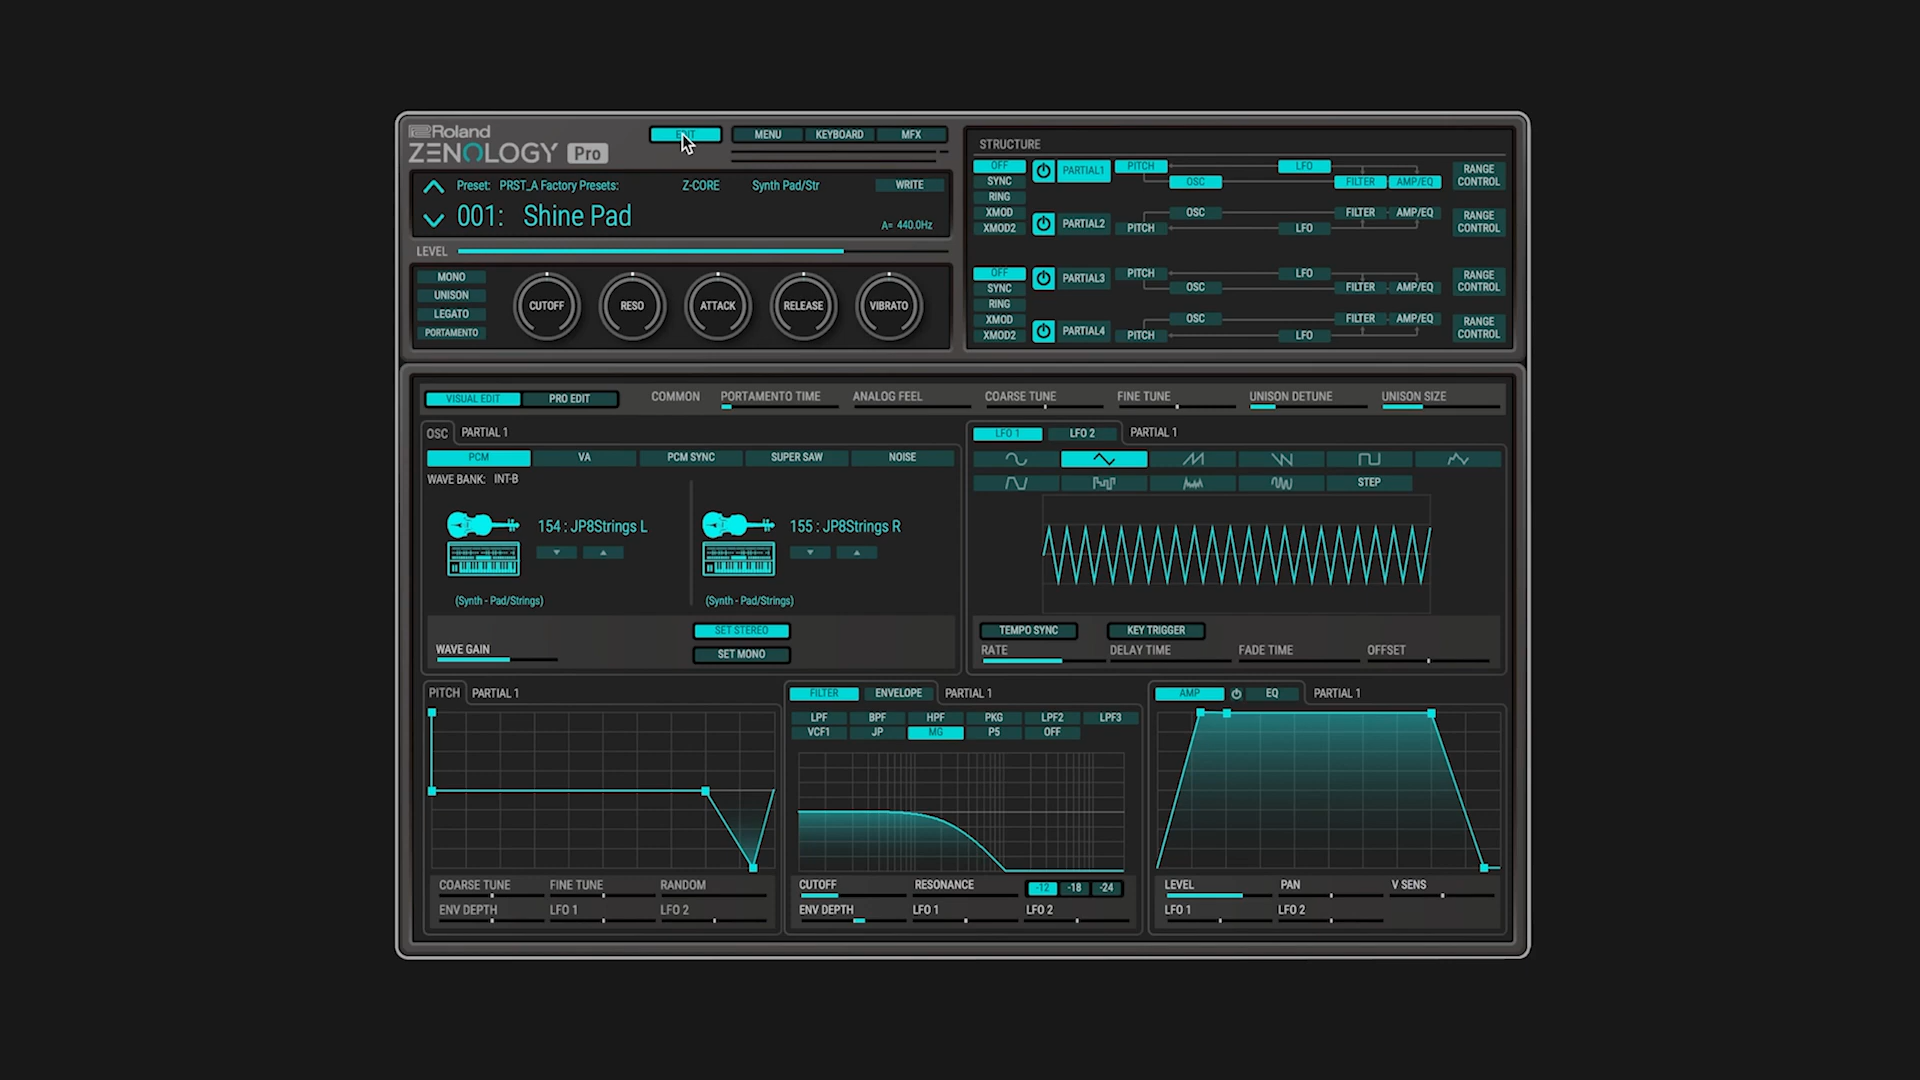 Roland
ZENOLOGY Pro
EDIT MENU KEYBOARD MFX
Preset: PRST_A Factory Presets: Z-CORE Synth Pad/Str WRITE
001: Shine Pad
A= 440.0Hz
LEVEL
MONO
UNISON
LEGATO
PORTAMENTO
CUTOFF RESO ATTACK RELEASE VIBRATO
STRUCTURE
OFF
SYNC
RING
XMOD
XMOD2
PARTIAL1 PITCH OSC LFO FILTER AMP/EQ RANGE CONTROL
PARTIAL2 PITCH OSC LFO FILTER AMP/EQ RANGE CONTROL
OFF
SYNC
RING
XMOD
XMOD2
PARTIAL3 PITCH OSC LFO FILTER AMP/EQ RANGE CONTROL
PARTIAL4 PITCH OSC LFO FILTER AMP/EQ RANGE CONTROL
VISUAL EDIT PRO EDIT COMMON PORTAMENTO TIME ANALOG FEEL COARSE TUNE FINE TUNE UNISON DETUNE UNISON SIZE
OSC PARTIAL 1
PCM VA PCM SYNC SUPER SAW NOISE
WAVE BANK: INT-B
154 : JP8Strings L
(Synth - Pad/Strings)
155 : JP8Strings R
(Synth - Pad/Strings)
WAVE GAIN
SET STEREO
SET MONO
LFO 1 LFO 2 PARTIAL 1
STEP
TEMPO SYNC KEY TRIGGER
RATE DELAY TIME FADE TIME OFFSET
PITCH PARTIAL 1
COARSE TUNE FINE TUNE RANDOM
ENV DEPTH LFO 1 LFO 2
FILTER ENVELOPE PARTIAL 1
LPF BPF HPF PKG LPF2 LPF3
VCF1 JP MG P5 OFF
CUTOFF RESONANCE -12 -18 -24
ENV DEPTH LFO 1 LFO 2
AMP EQ PARTIAL 1
LEVEL PAN V SENS
LFO 1 LFO 2